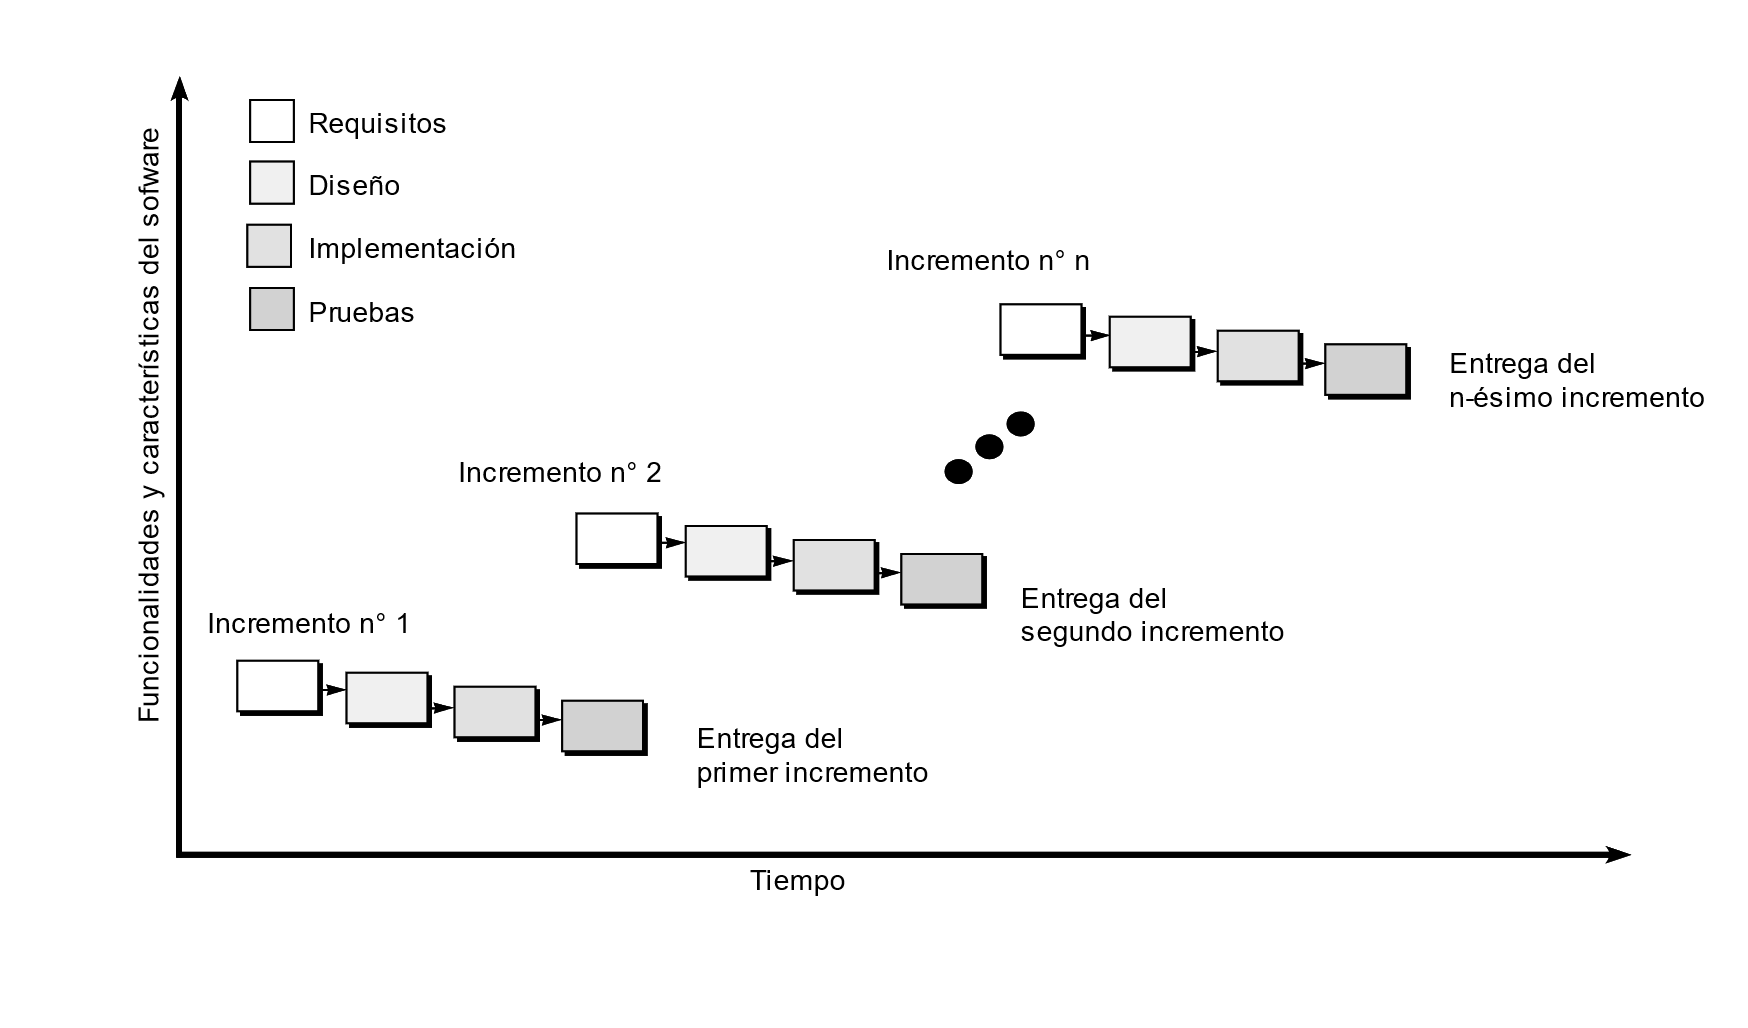 Funcionalidades y características del sofware
Requisitos
Diseño
Implementación
Pruebas
Incremento n° n
Entrega del
n-ésimo incremento
Incremento n° 2
Entrega del
segundo incremento
Incremento n° 1
Entrega del
primer incremento
Tiempo